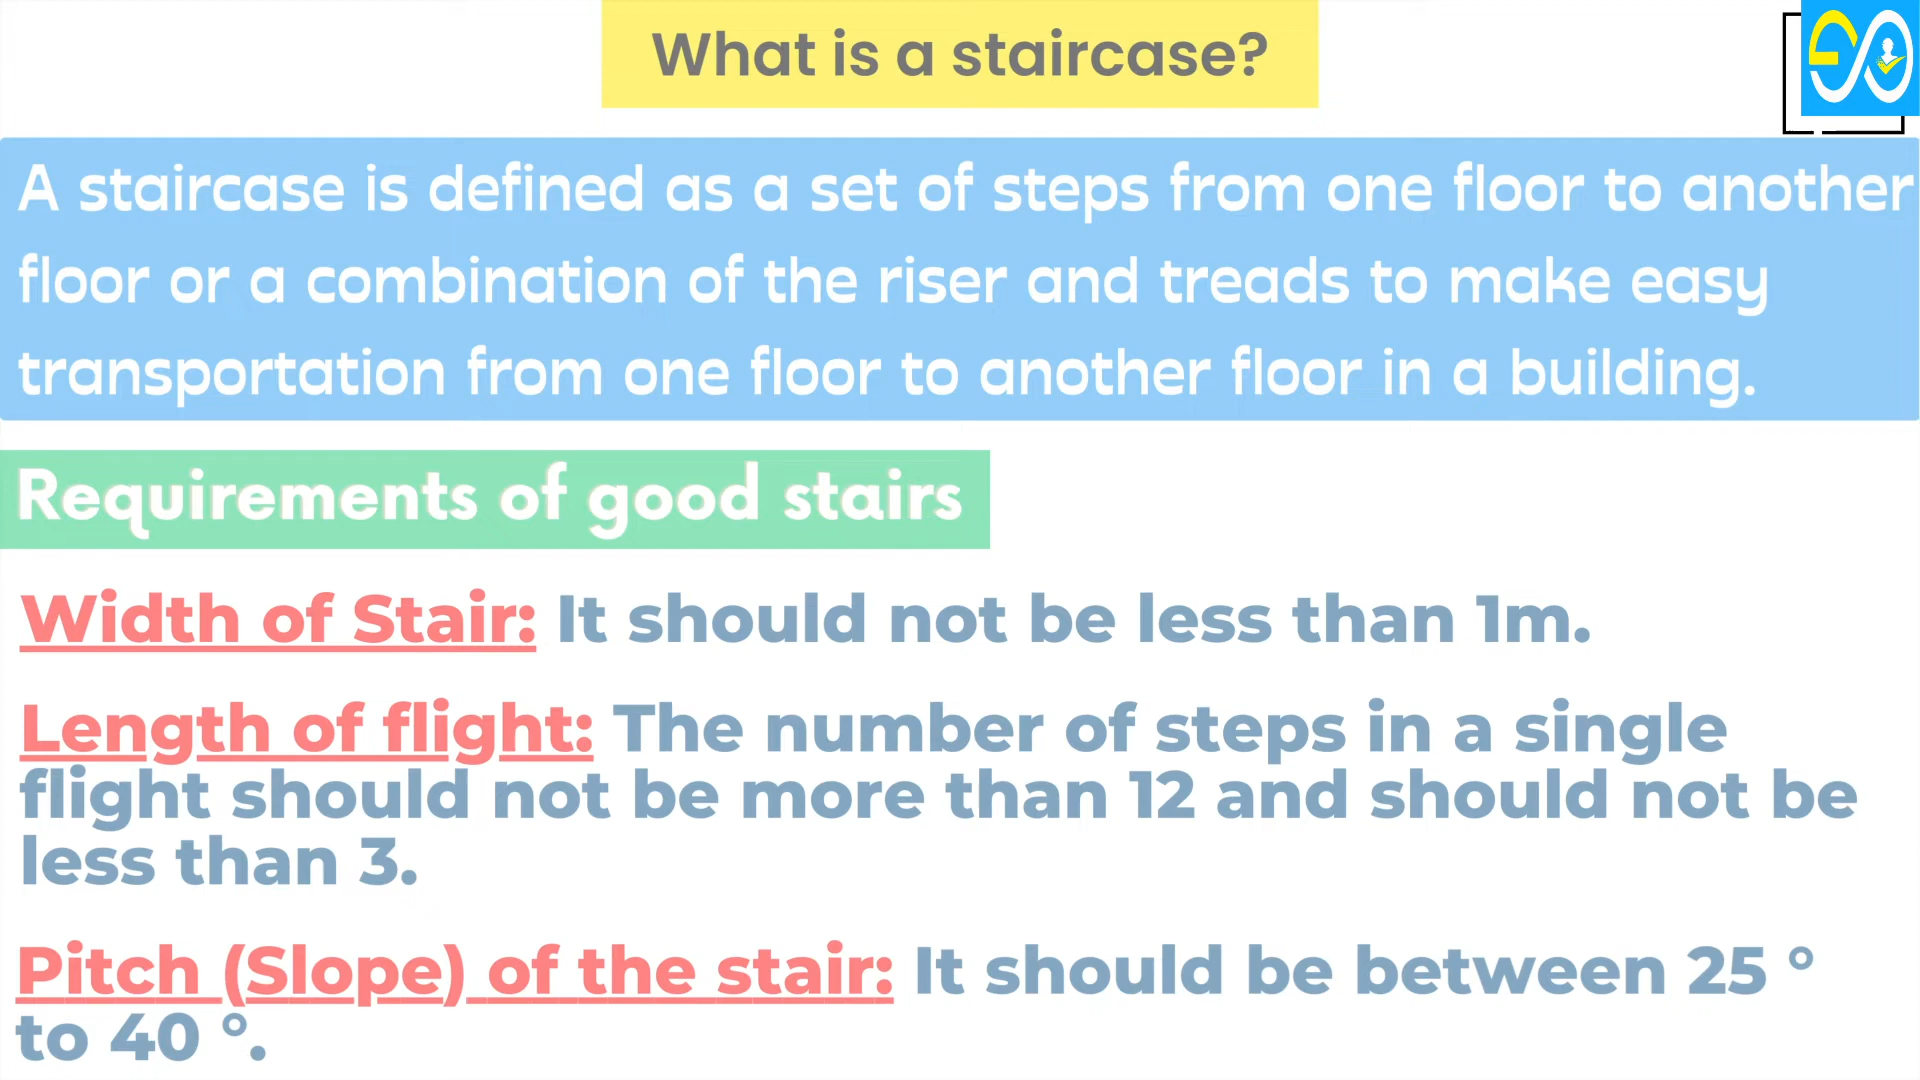 What is a staircase?
A staircase is defined as a set of steps from one floor to another
floor or a combination of the riser and treads to make easy
transportation from one floor to another floor in a building.
Requirements of good stairs
Width of Stair: It should not be less than 1m.
Length of flight: The number of steps in a single
flight should not be more than 12 and should not be
less than 3.
Pitch (Slope) of the stair: It should be between 25 °
to 40 °.